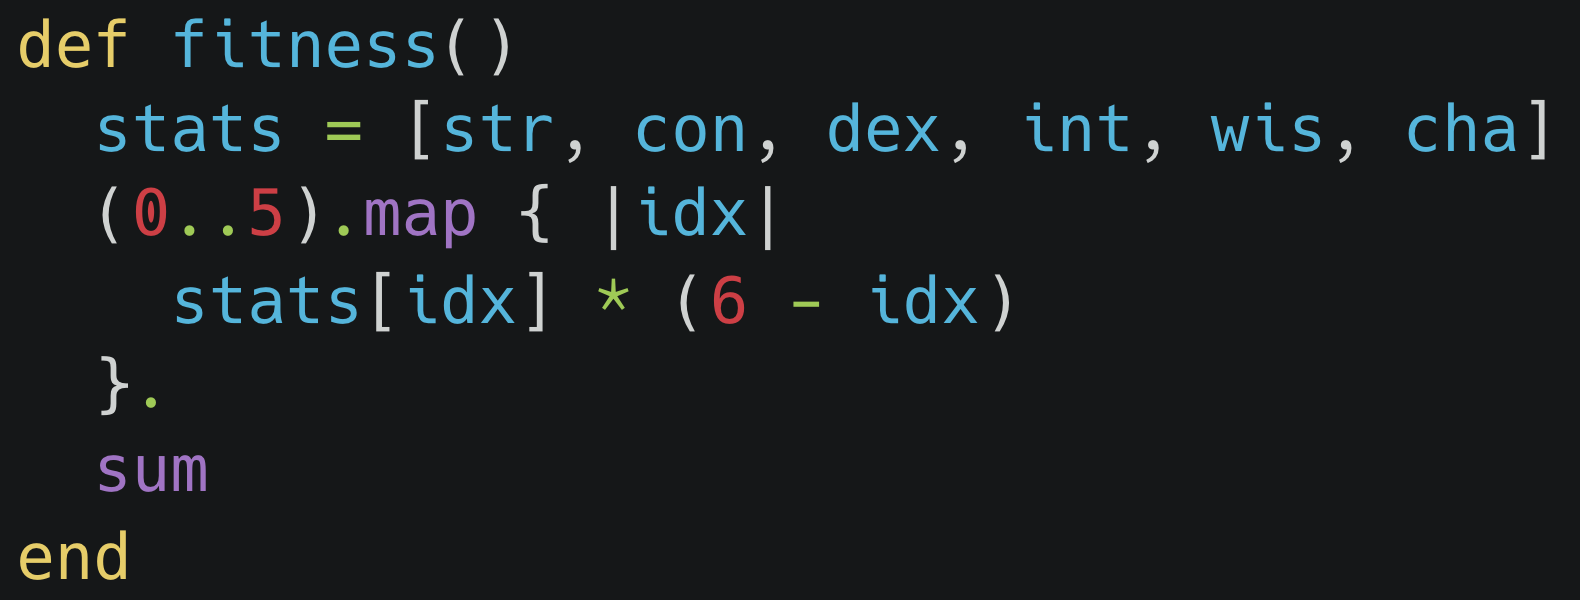 def fitness()
  stats = [str, con, dex, int, wis, cha]
  (0..5).map { |idx|
    stats[idx] * (6 - idx)
  }.
  sum
end